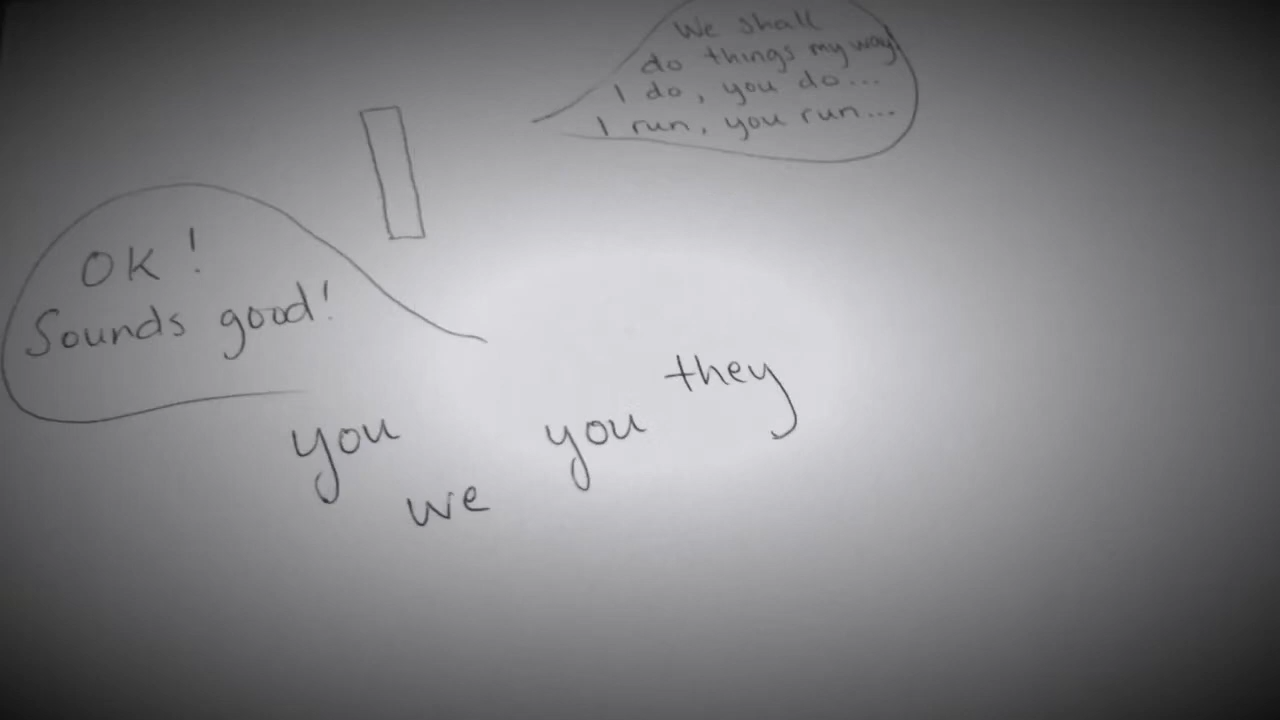 We shall
do things my way
I do, you do...
I run, you run...
I
OK!
Sounds good!
you
we
you
they